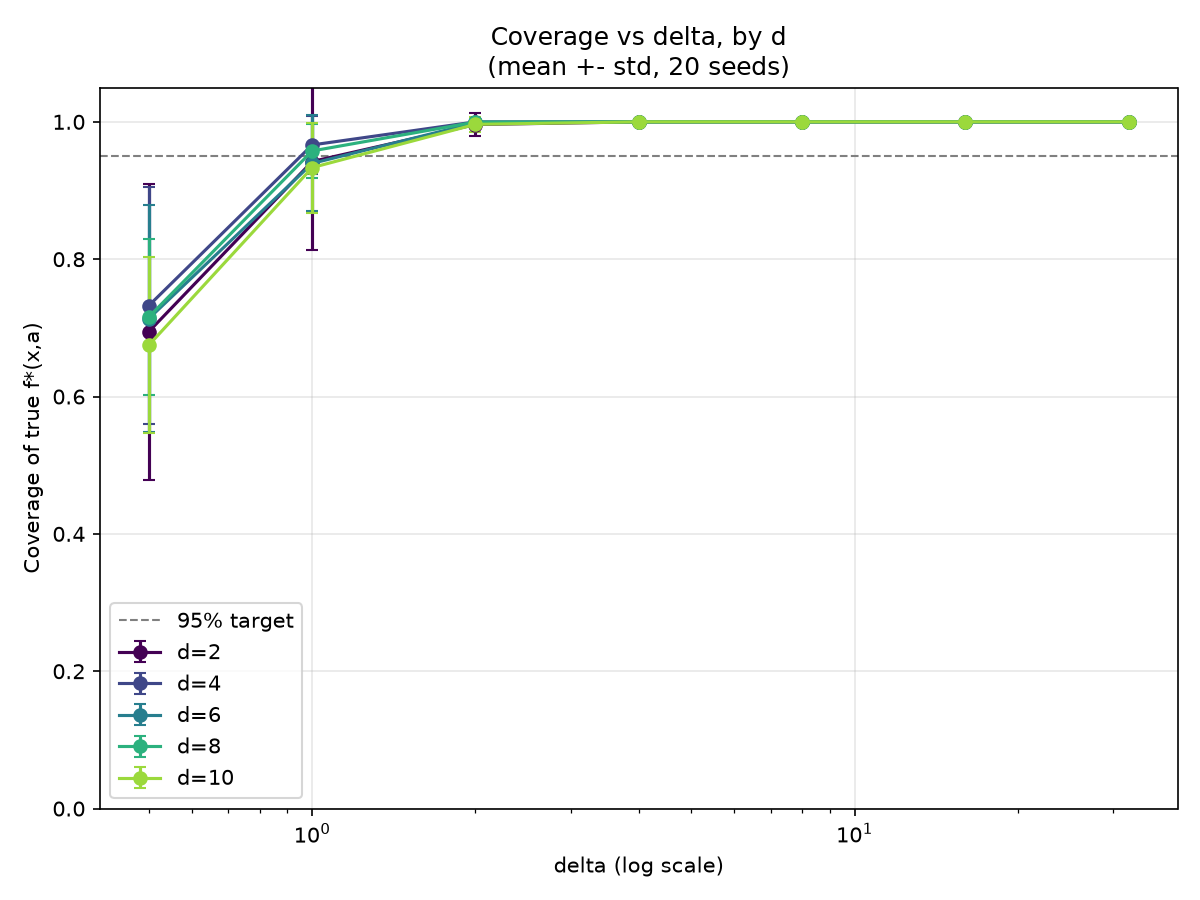 Coverage vs delta, by d
(mean +- std, 20 seeds)
Coverage of true f*(x,a)
1.0
0.8
0.6
0.4
0.2
0.0
95% target
d=2
d=4
d=6
d=8
d=10
10⁰
10¹
delta (log scale)